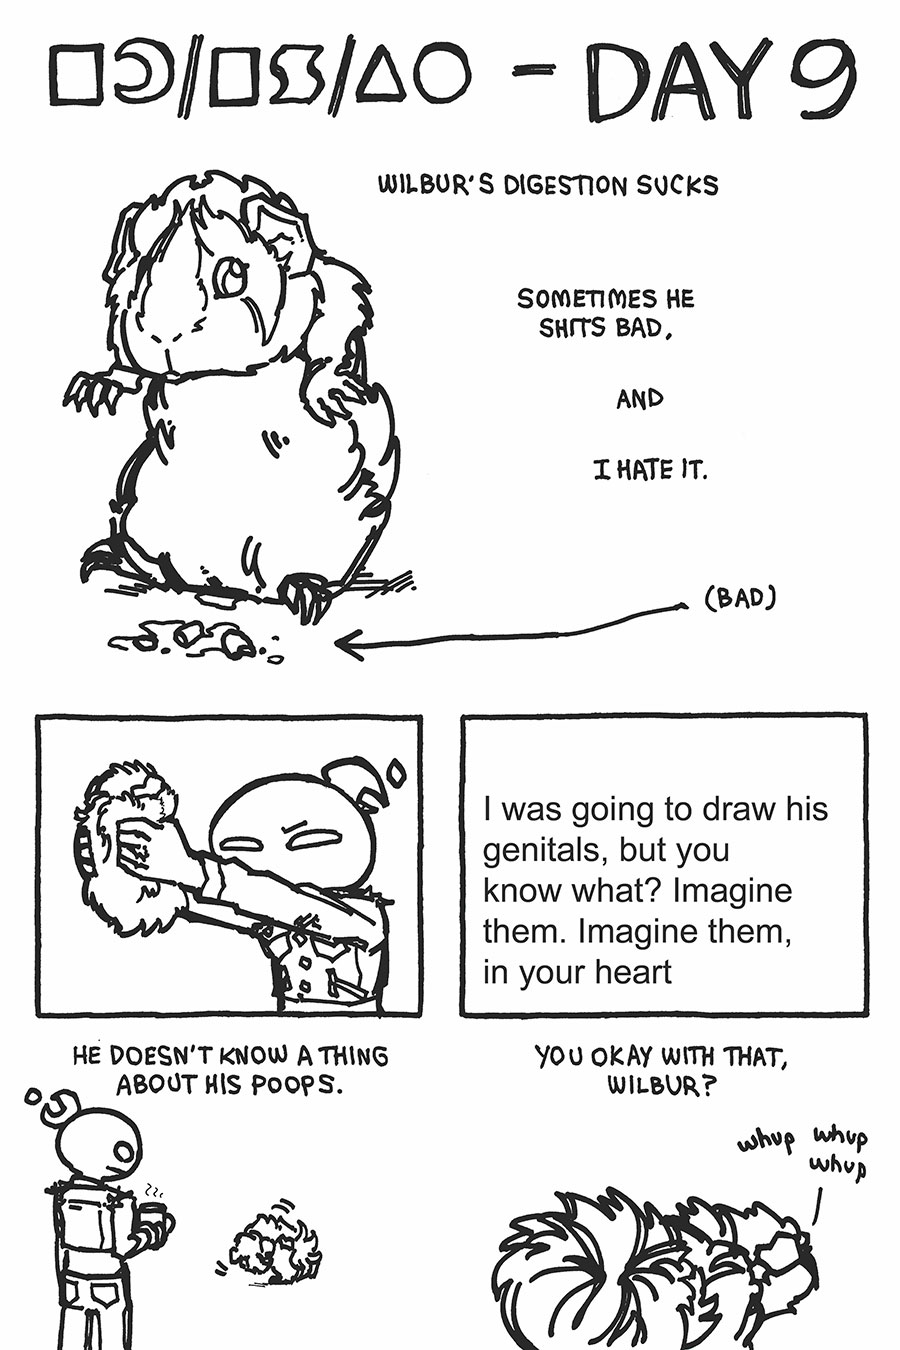 - DAY 9
WILBUR'S DIGESTION SUCKS
SOMETIMES HE
SHITS BAD.
AND
I HATE IT.
(BAD)
I was going to draw his
genitals, but you
know what? Imagine
them. Imagine them,
in your heart
HE DOESN'T KNOW A THING
ABOUT HIS POOPS.
YOU OKAY WITH THAT,
WILBUR?
whup whup
whup